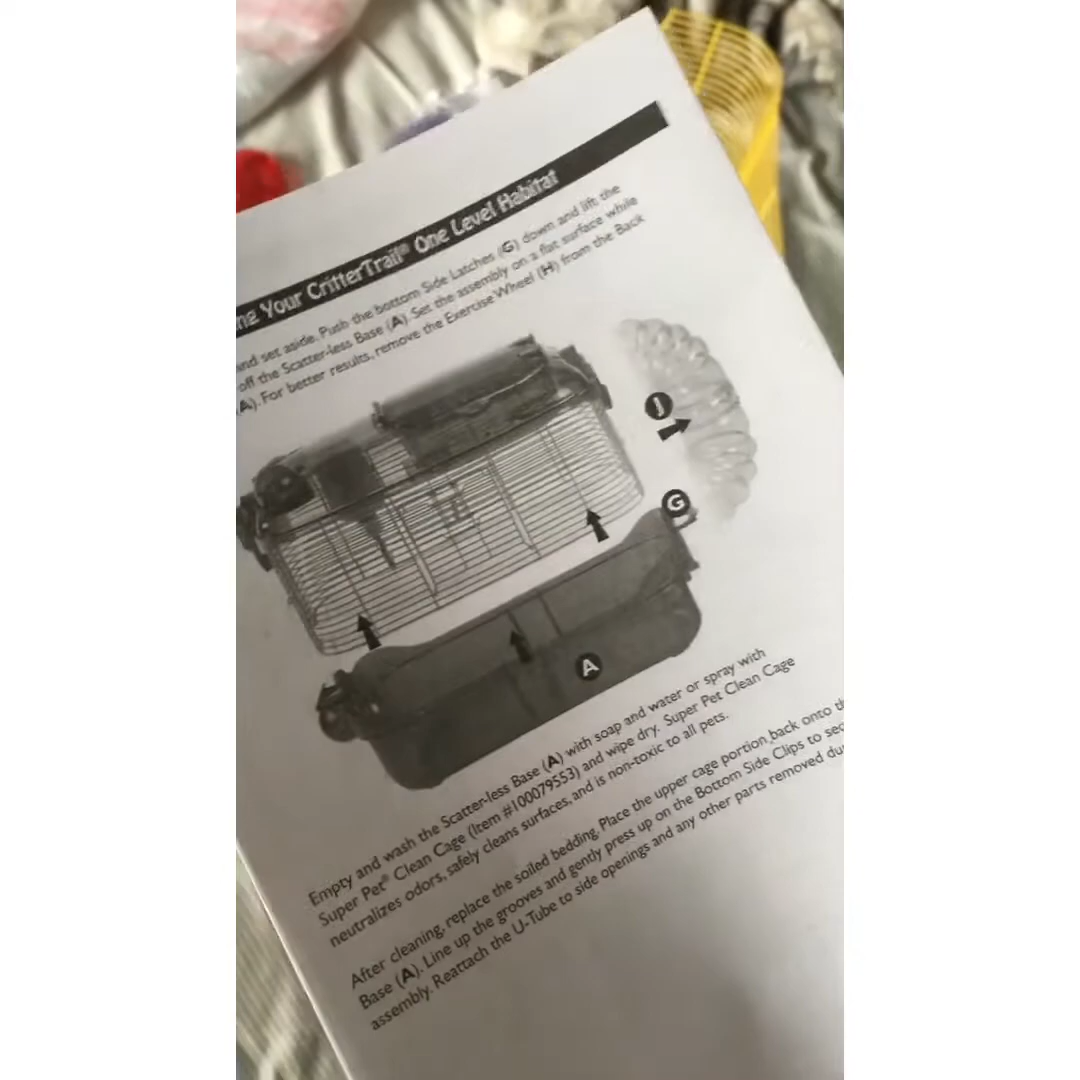 ng Your CritterTrail® One Level Habitat
and set aside. Push the bottom Side Latches (G) down and lift the
off the Scatter-less Base (A). Set the assembly on a flat surface while
(A). For better results, remove the Exercise Wheel (H) from the Back
J
G
A
Empty and wash the Scatter-less Base (A) with soap and water or spray with
Super Pet® Clean Cage (Item #100079553) and wipe dry. Super Pet Clean Cage
neutralizes odors, safely cleans surfaces, and is non-toxic to all pets.
After cleaning, replace the soiled bedding. Place the upper cage portion back onto th
Base (A). Line up the grooves and gently press up on the Bottom Side Clips to sec
assembly. Reattach the U-Tube to side openings and any other parts removed du